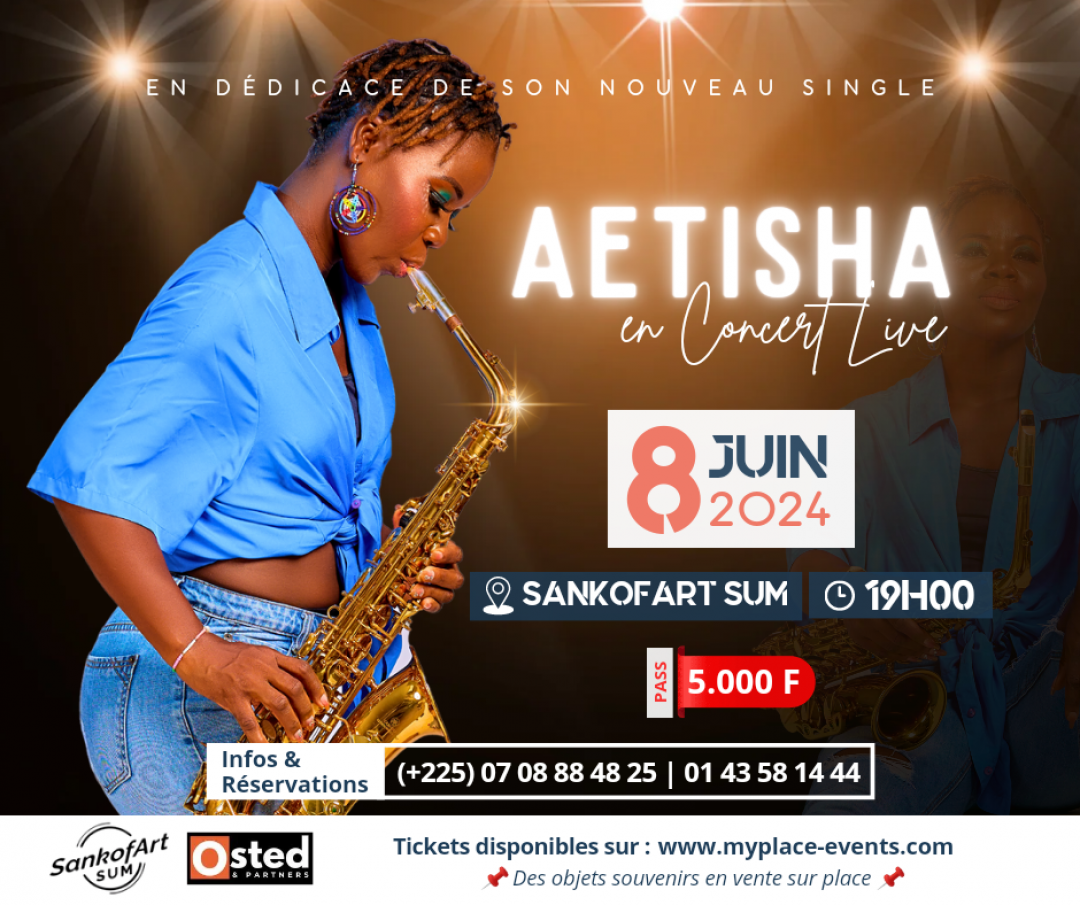 EN DÉDICACE DE SON NOUVEAU SINGLE
AETISHA
en Concert Live
8 JUIN
2024
SANKOFART SUM
19H00
PASS
5.000 F
Infos &
Réservations
(+225) 07 08 88 48 25 | 01 43 58 14 44
SankofArt
SUM
Osted
& PARTNERS
Tickets disponibles sur : www.myplace-events.com
📌 Des objets souvenirs en vente sur place 📌